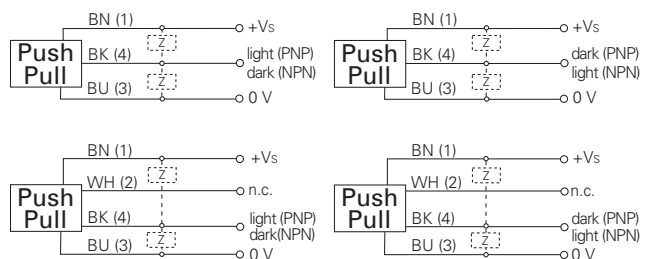 BN (1)
+Vs
Z
Push
Pull
BK (4)
light (PNP)
dark (NPN)
Z
BU (3)
0 V
BN (1)
+Vs
Z
Push
Pull
BK (4)
dark (PNP)
light (NPN)
Z
BU (3)
0 V
BN (1)
+Vs
Z
WH (2)
n.c.
Push
Pull
BK (4)
light (PNP)
dark(NPN)
Z
BU (3)
0 V
BN (1)
+Vs
Z
WH (2)
n.c.
Push
Pull
BK (4)
dark (PNP)
light (NPN)
Z
BU (3)
0 V